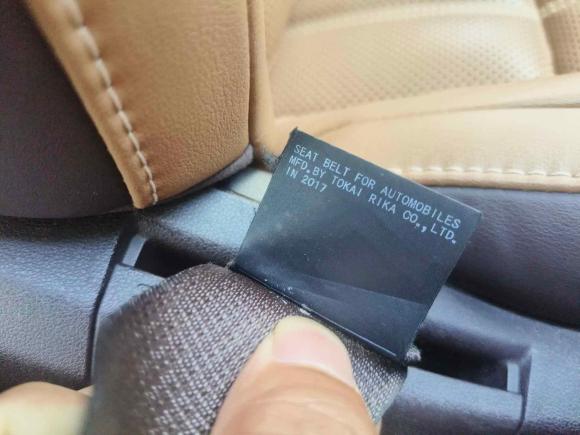 SEAT BELT FOR AUTOMOBILES
MFD.BY TOKAI RIKA CO.,LTD.
IN 2017